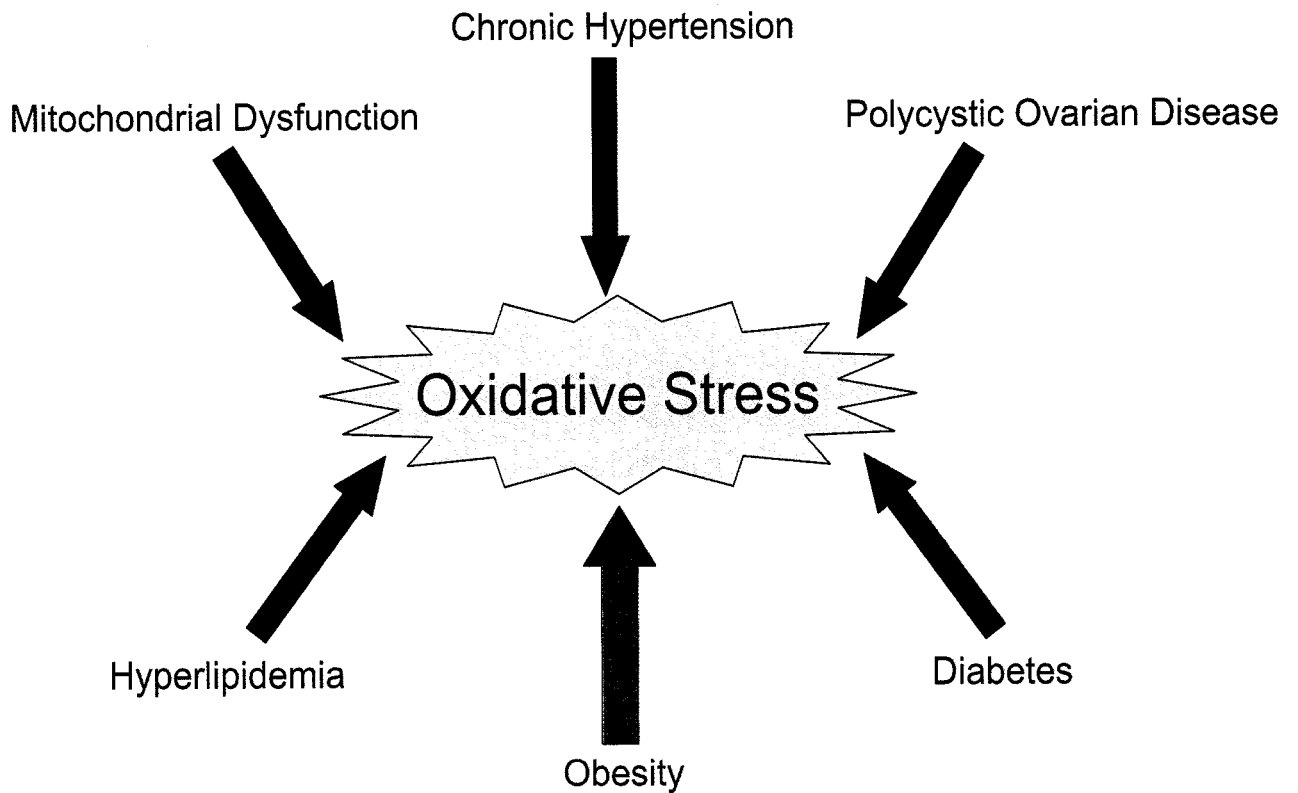 Chronic Hypertension
Mitochondrial Dysfunction
Polycystic Ovarian Disease
Oxidative Stress
Hyperlipidemia
Diabetes
Obesity